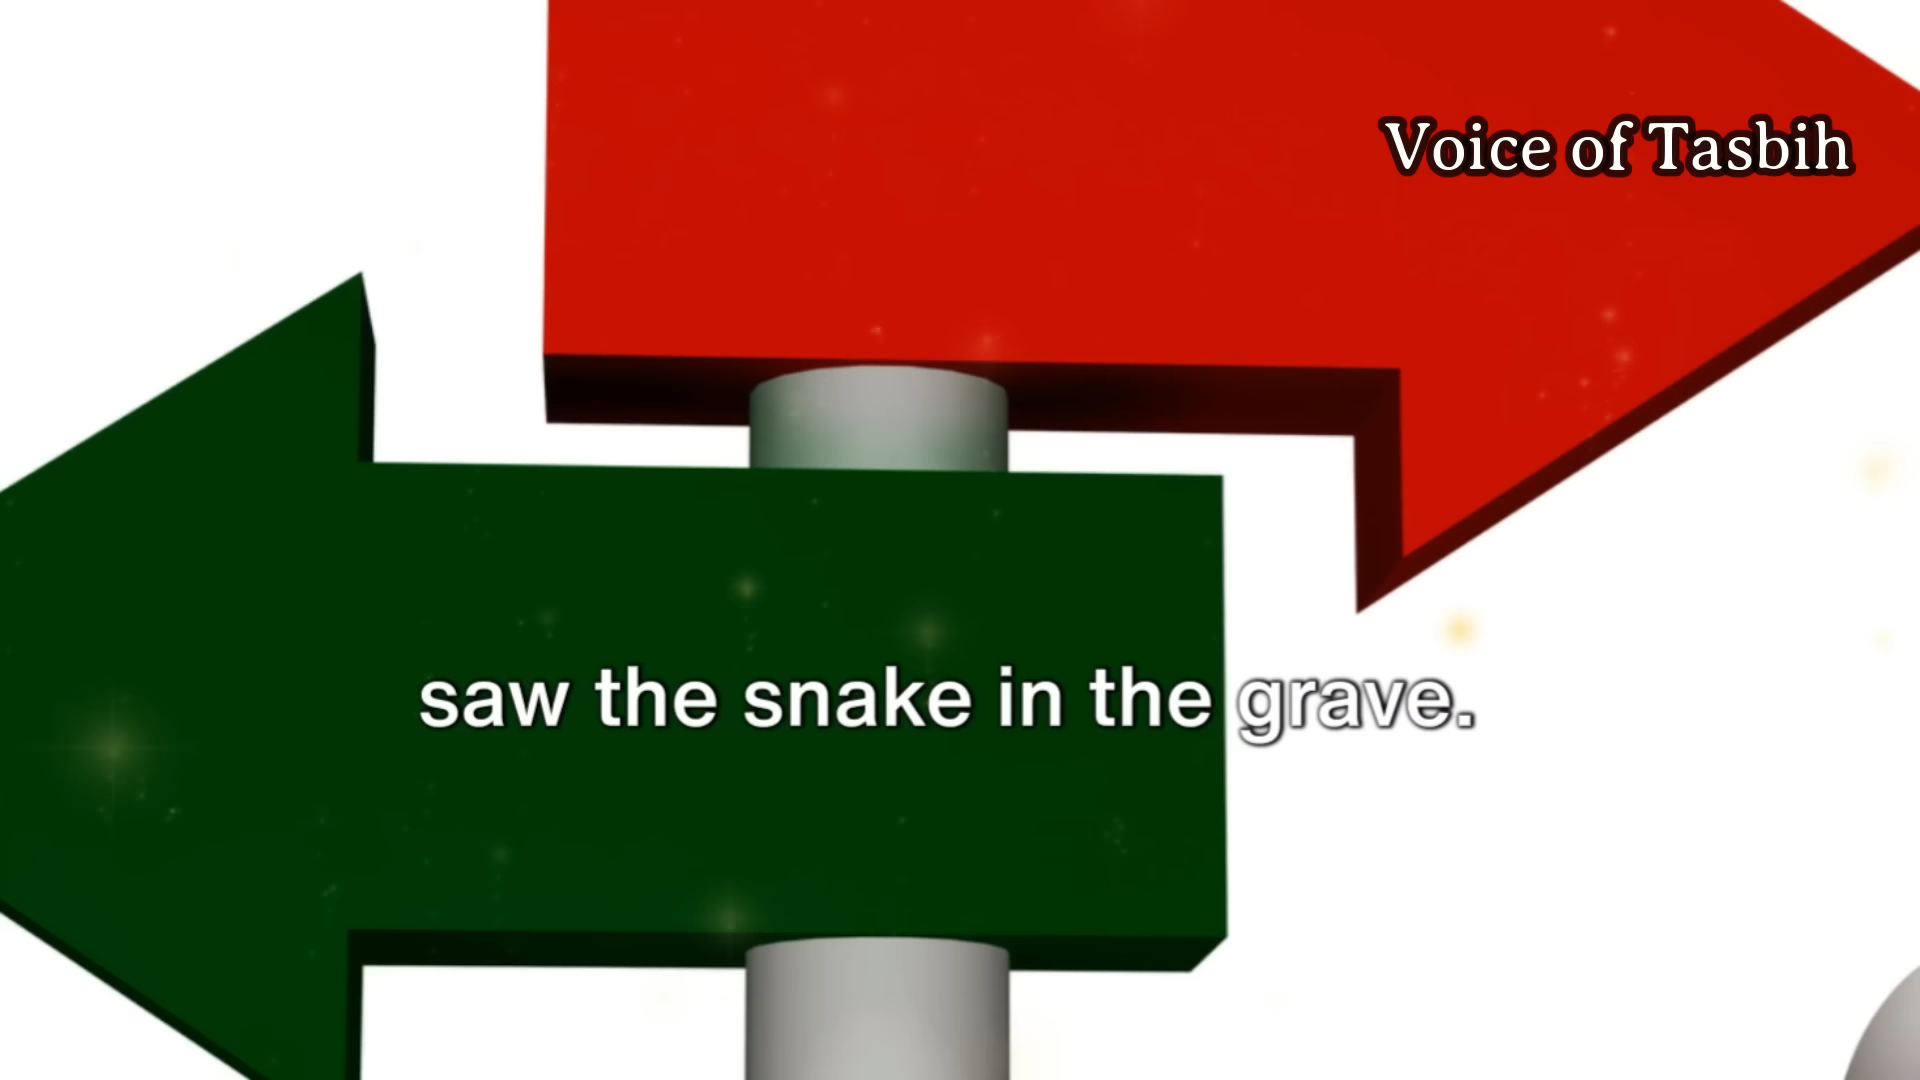 Voice of Tasbih
saw the snake in the grave.